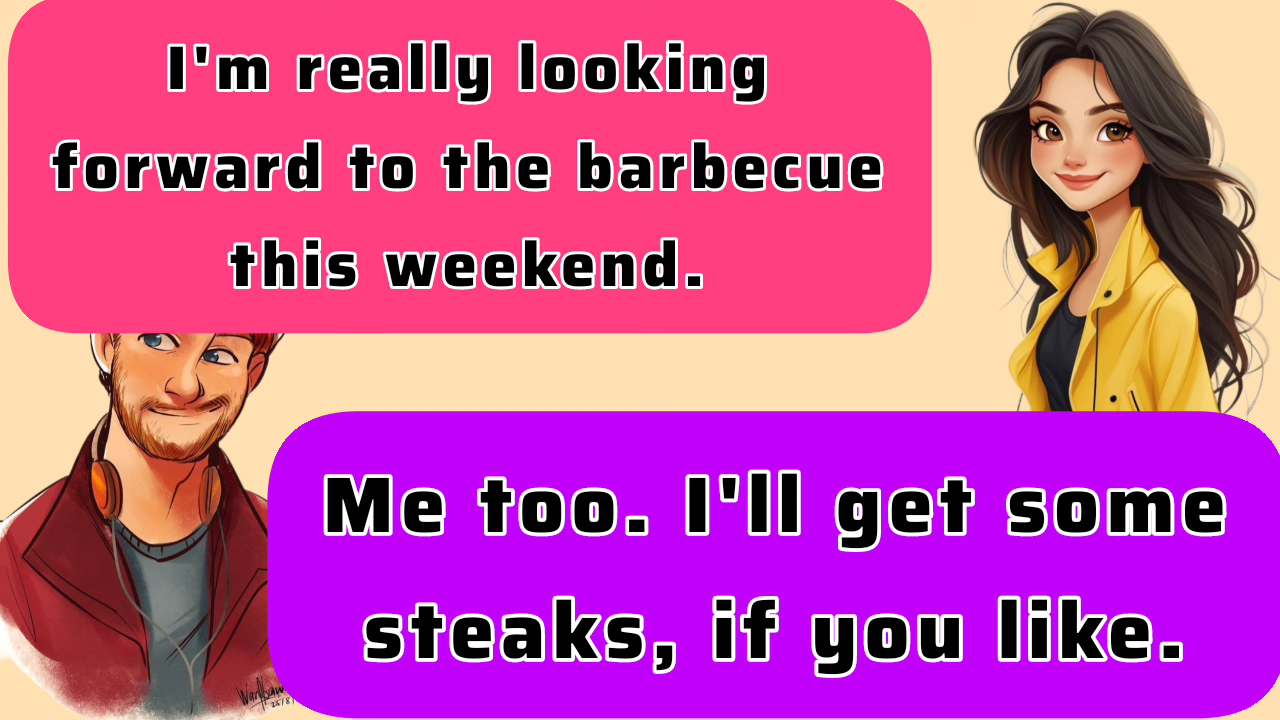 I'm really looking
forward to the barbecue
this weekend.
Me too. I'll get some
steaks, if you like.